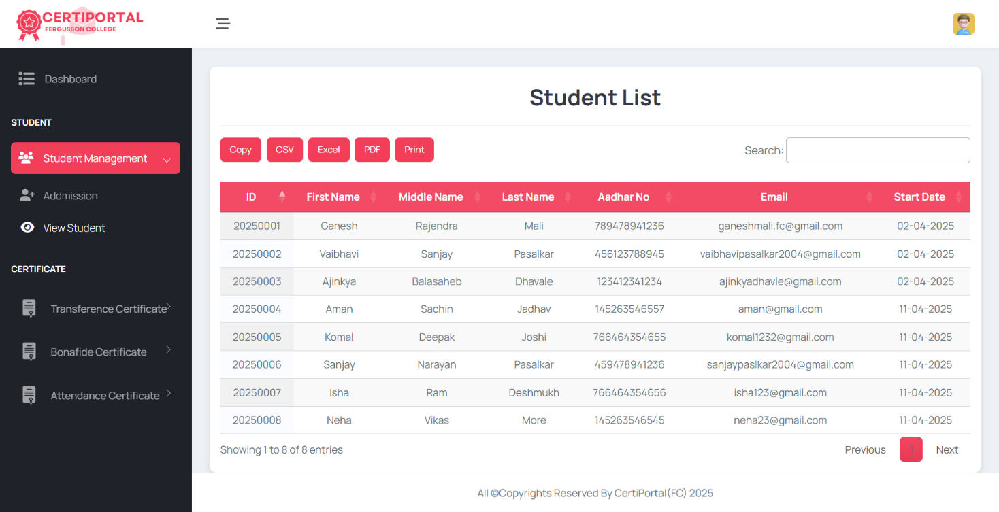 CERTIPORTAL
FERGUSSON COLLEGE
Dashboard
STUDENT
Student Management
Addmission
View Student
CERTIFICATE
Transference Certificate
Bonafide Certificate
Attendance Certificate
Student List
Copy CSV Excel PDF Print Search:
ID First Name Middle Name Last Name Aadhar No Email Start Date
20250001 Ganesh Rajendra Mali 789478941236 ganeshmali.fc@gmail.com 02-04-2025
20250002 Vaibhavi Sanjay Pasalkar 456123788945 vaibhavipasalkar2004@gmail.com 02-04-2025
20250003 Ajinkya Balasaheb Dhavale 123412341234 ajinkyadhavle@gmail.com 02-04-2025
20250004 Aman Sachin Jadhav 145263546557 aman@gmail.com 11-04-2025
20250005 Komal Deepak Joshi 766464354655 komal1232@gmail.com 11-04-2025
20250006 Sanjay Narayan Pasalkar 459478941236 sanjaypaslkar2004@gmail.com 11-04-2025
20250007 Isha Ram Deshmukh 766464354656 isha123@gmail.com 11-04-2025
20250008 Neha Vikas More 145263546545 neha23@gmail.com 11-04-2025
Showing 1 to 8 of 8 entries Previous 1 Next
All ©Copyrights Reserved By CertiPortal(FC) 2025